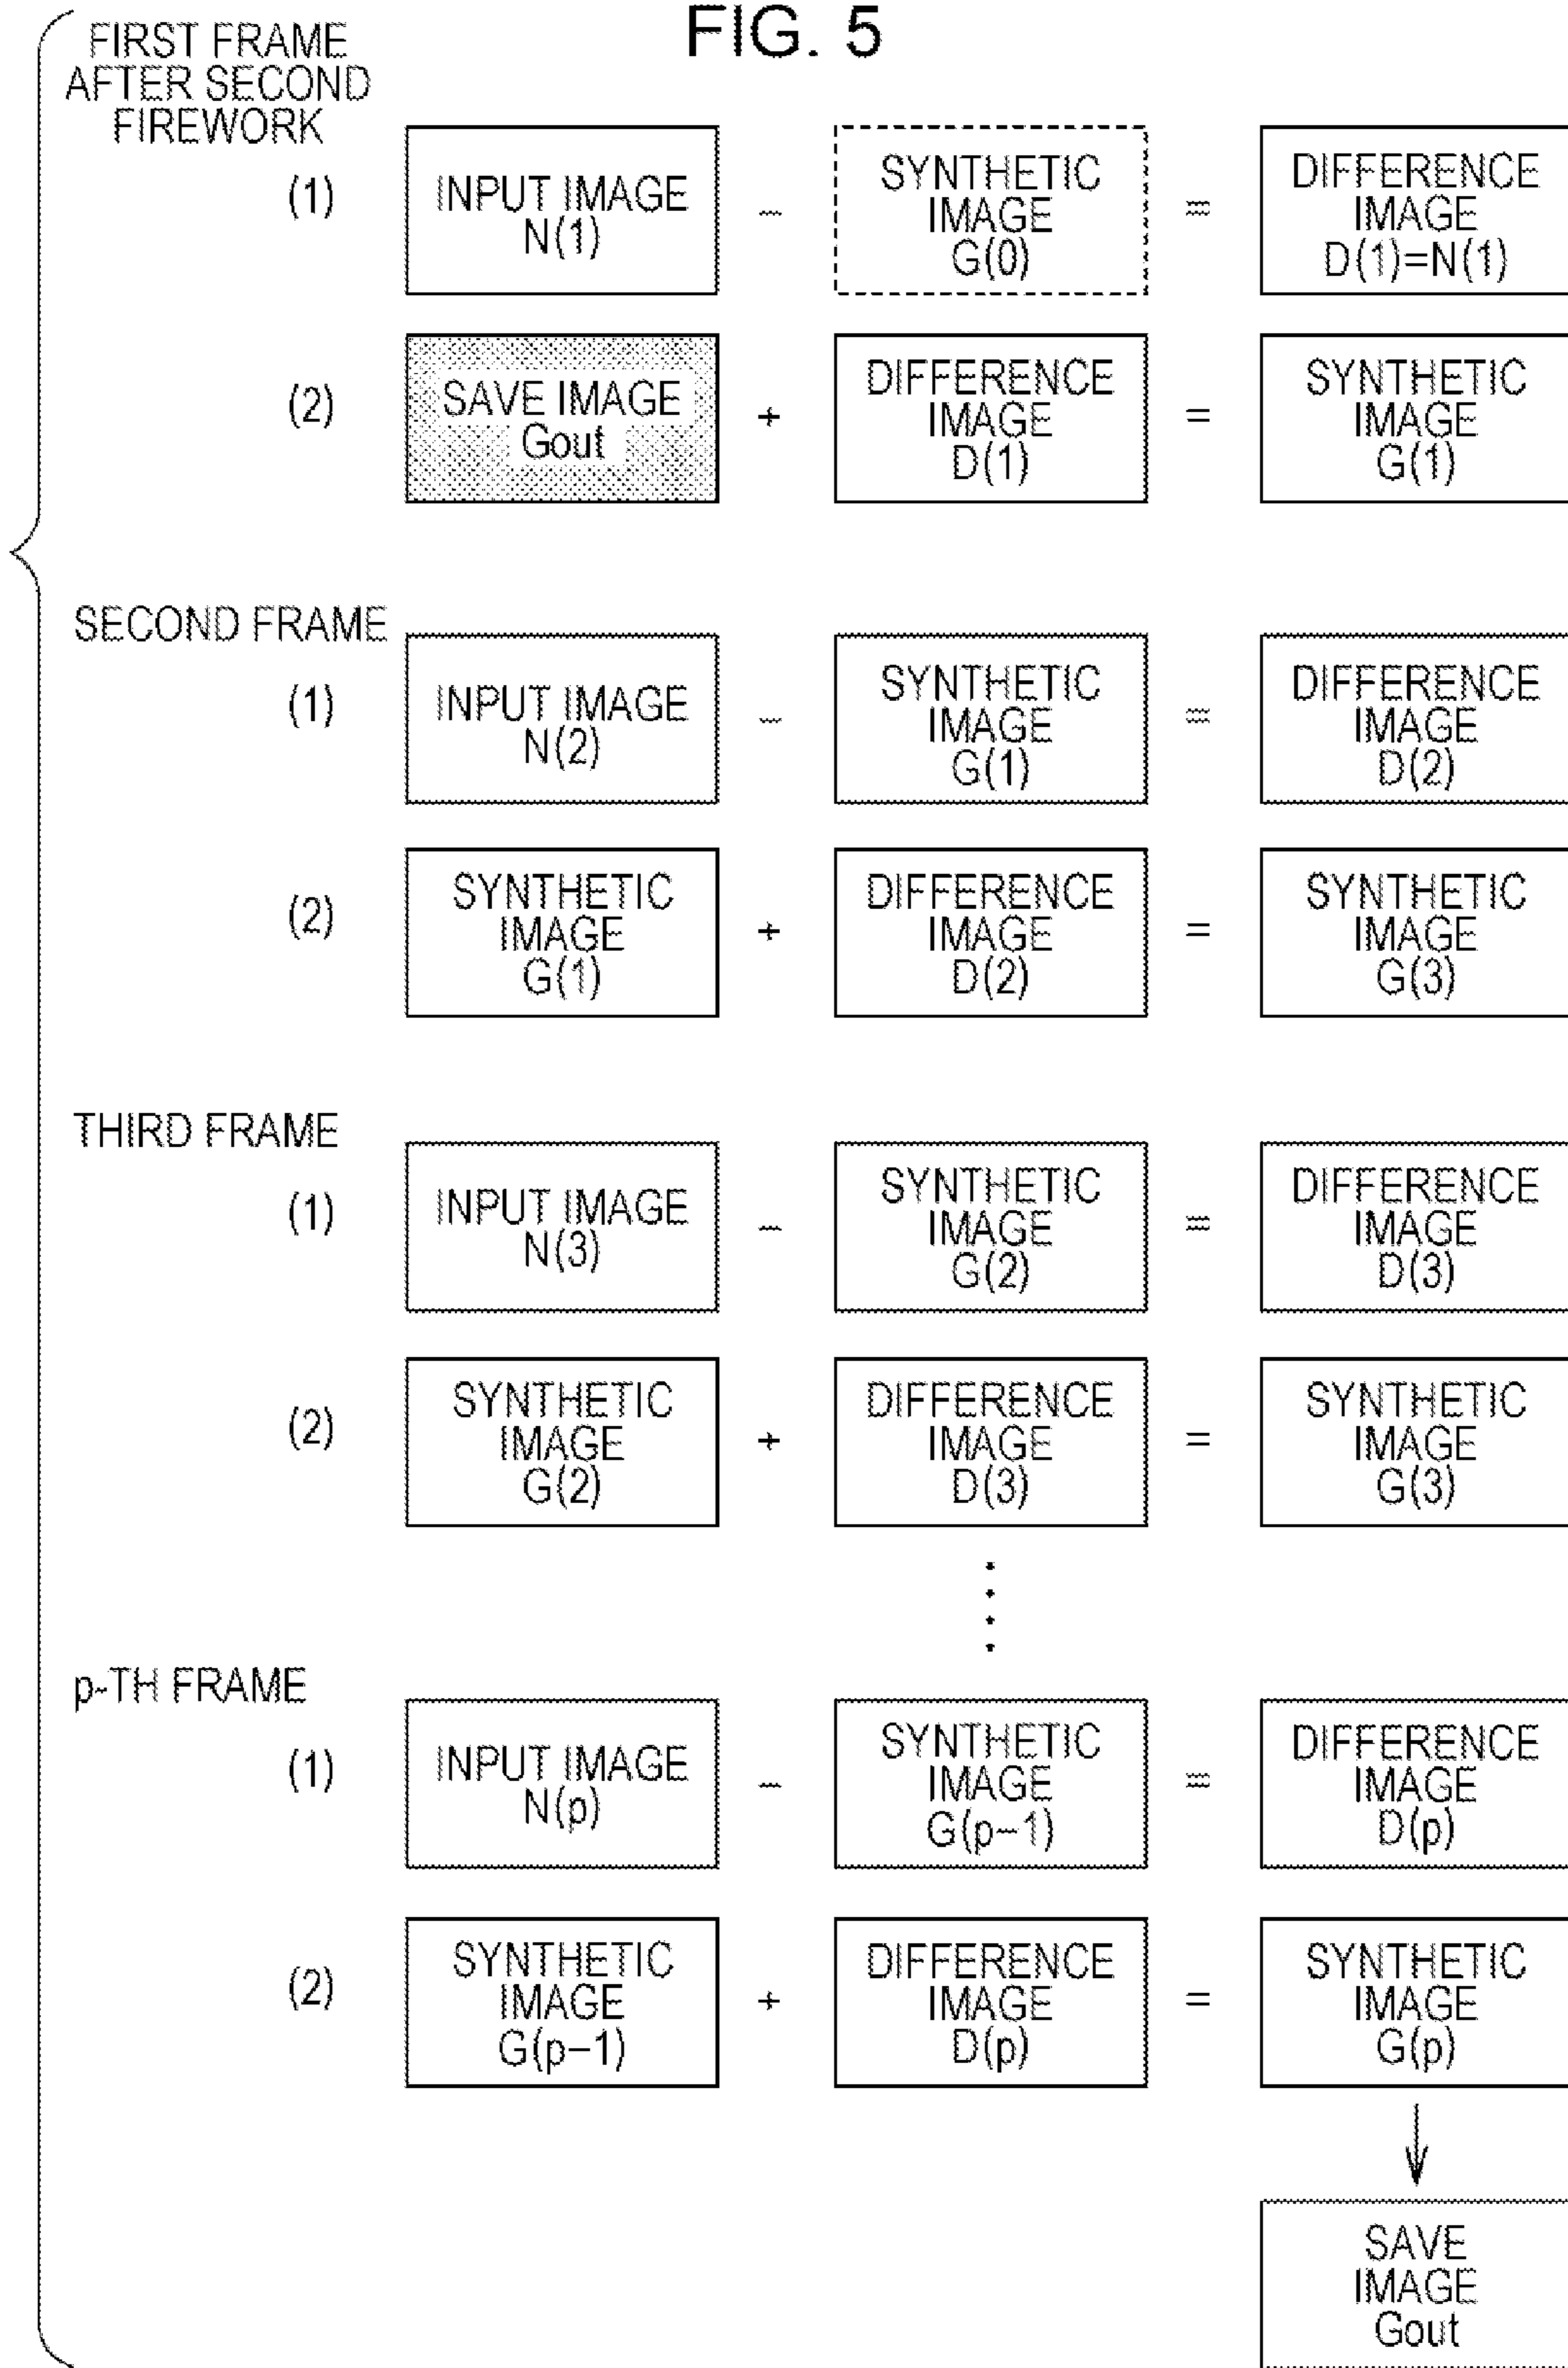 FIG. 5
FIRST FRAME
AFTER SECOND
FIREWORK
(1)
INPUT IMAGE
N(1)
–
SYNTHETIC
IMAGE
G(0)
=
DIFFERENCE
IMAGE
D(1)=N(1)
(2)
SAVE IMAGE
Gout
+
DIFFERENCE
IMAGE
D(1)
=
SYNTHETIC
IMAGE
G(1)
SECOND FRAME
(1)
INPUT IMAGE
N(2)
–
SYNTHETIC
IMAGE
G(1)
=
DIFFERENCE
IMAGE
D(2)
(2)
SYNTHETIC
IMAGE
G(1)
+
DIFFERENCE
IMAGE
D(2)
=
SYNTHETIC
IMAGE
G(3)
THIRD FRAME
(1)
INPUT IMAGE
N(3)
–
SYNTHETIC
IMAGE
G(2)
=
DIFFERENCE
IMAGE
D(3)
(2)
SYNTHETIC
IMAGE
G(2)
+
DIFFERENCE
IMAGE
D(3)
=
SYNTHETIC
IMAGE
G(3)
p-TH FRAME
(1)
INPUT IMAGE
N(p)
–
SYNTHETIC
IMAGE
G(p–1)
=
DIFFERENCE
IMAGE
D(p)
(2)
SYNTHETIC
IMAGE
G(p–1)
+
DIFFERENCE
IMAGE
D(p)
=
SYNTHETIC
IMAGE
G(p)
SAVE
IMAGE
Gout